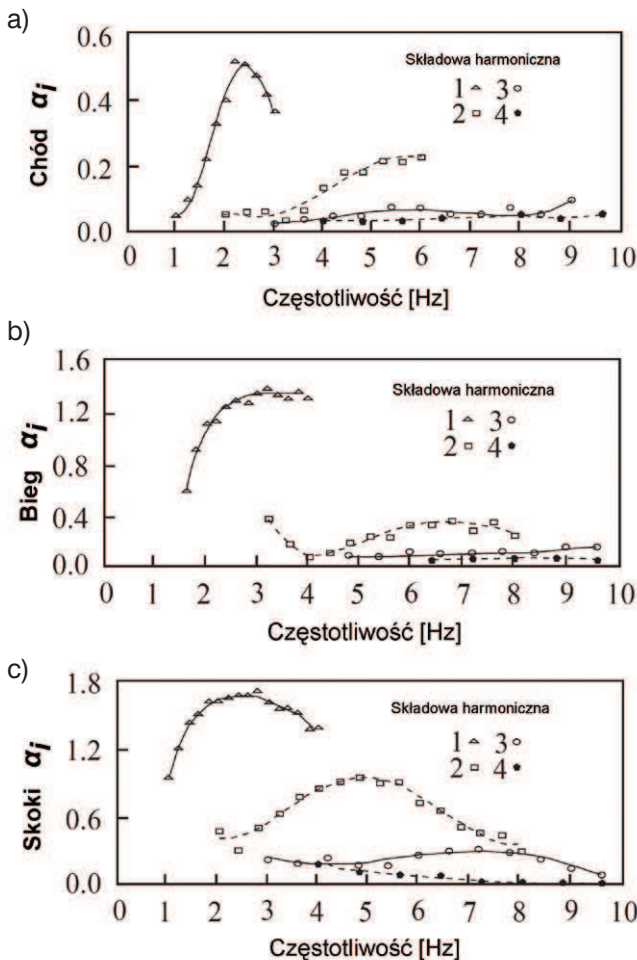 a)
Chód αj
0.6
0.4
0.2
0.0
Składowa harmoniczna
1 3
2 4
0 1 2 3 4 5 6 7 8 9 10
Częstotliwość [Hz]
b)
Bieg αj
1.6
1.2
0.8
0.4
0.0
Składowa harmoniczna
1 3
2 4
0 1 2 3 4 5 6 7 8 9 10
Częstotliwość [Hz]
c)
Skoki αj
1.8
1.2
0.6
0.0
Składowa harmoniczna
1 3
2 4
0 1 2 3 4 5 6 7 8 9 10
Częstotliwość [Hz]